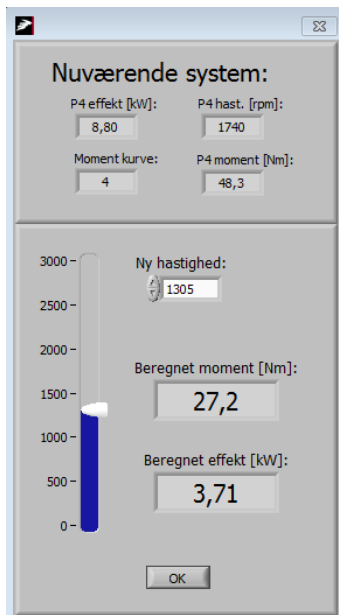 Nuværende system:
P4 effekt [kW]: P4 hast. [rpm]:
8,80 1740
Moment kurve: P4 moment [Nm]:
4 48,3
3000
2500
2000
1500
1000
500
0
Ny hastighed:
1305
Beregnet moment [Nm]:
27,2
Beregnet effekt [kW]:
3,71
OK